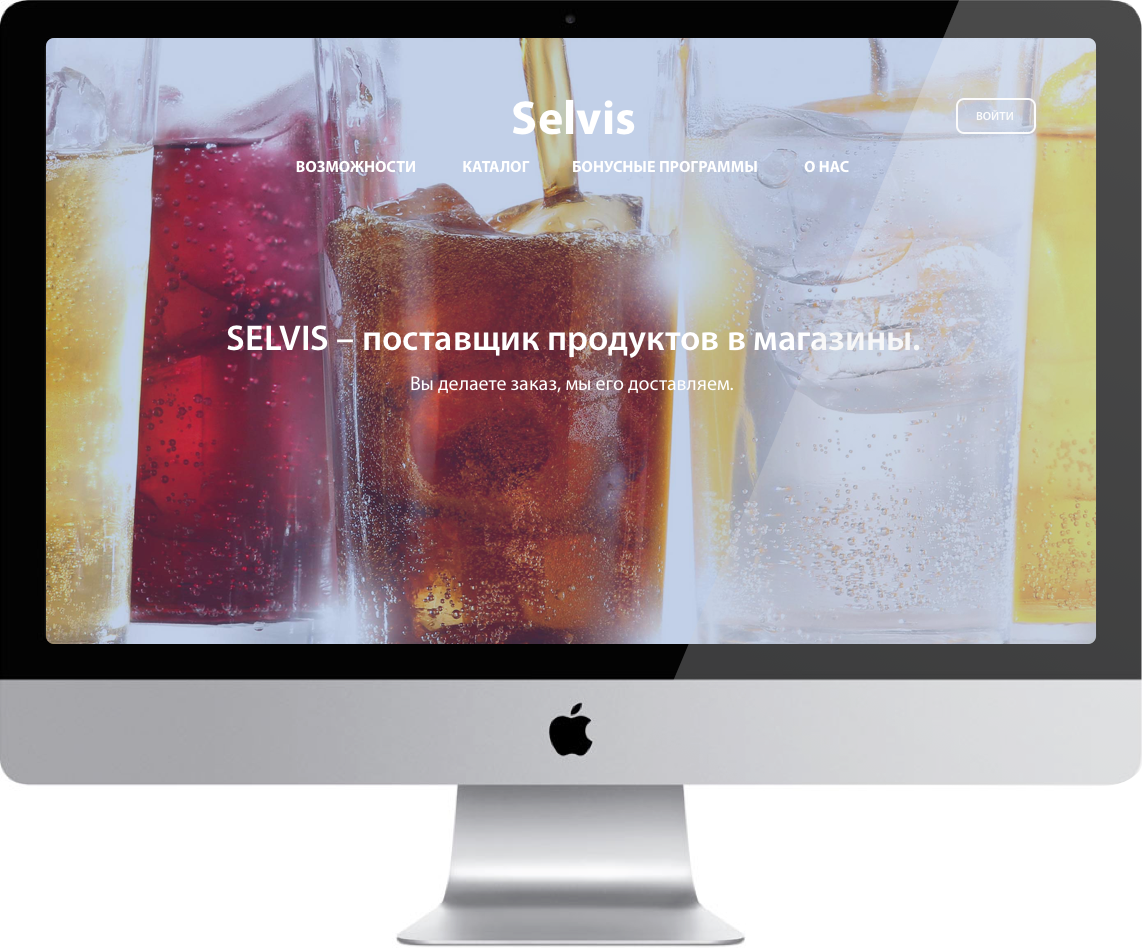 Selvis
ВОЙТИ
ВОЗМОЖНОСТИ КАТАЛОГ БОНУСНЫЕ ПРОГРАММЫ О НАС
SELVIS – поставщик продуктов в магазины.
Вы делаете заказ, мы его доставляем.